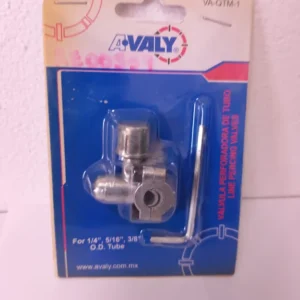 VA-QTM-1
AVALY
VALVULA PERFORADORA DE TUBO
LINE PIERCING VALVES
For 1/4", 5/16", 3/8"
O.D. Tube
www.avaly.com.mx